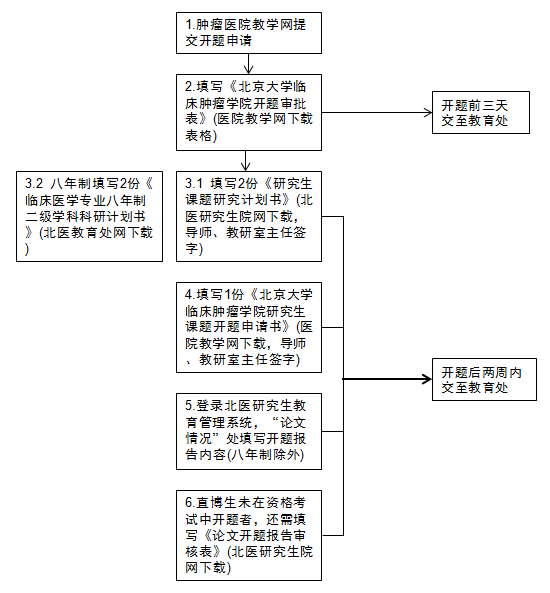 1.肿瘤医院教学网提
交开题申请
2.填写《北京大学临
床肿瘤学院开题审批
表》(医院教学网下载
表格)
开题前三天
交至教育处
3.2 八年制填写2份《
临床医学专业八年制
二级学科科研计划书
》(北医教育处网下载
)
3.1 填写2份《研究生
课题研究计划书》(北
医研究生院网下载，
导师、教研室主任签
字)
4.填写1份《北京大学
临床肿瘤学院研究生
课题开题申请书》(医
院教学网下载，导师
、教研室主任签字)
开题后两周内
交至教育处
5.登录北医研究生教
育管理系统，“论文
情况”处填写开题报
告内容(八年制除外)
6.直博生未在资格考
试中开题者，还需填
写《论文开题报告审
核表》(北医研究生院
网下载)